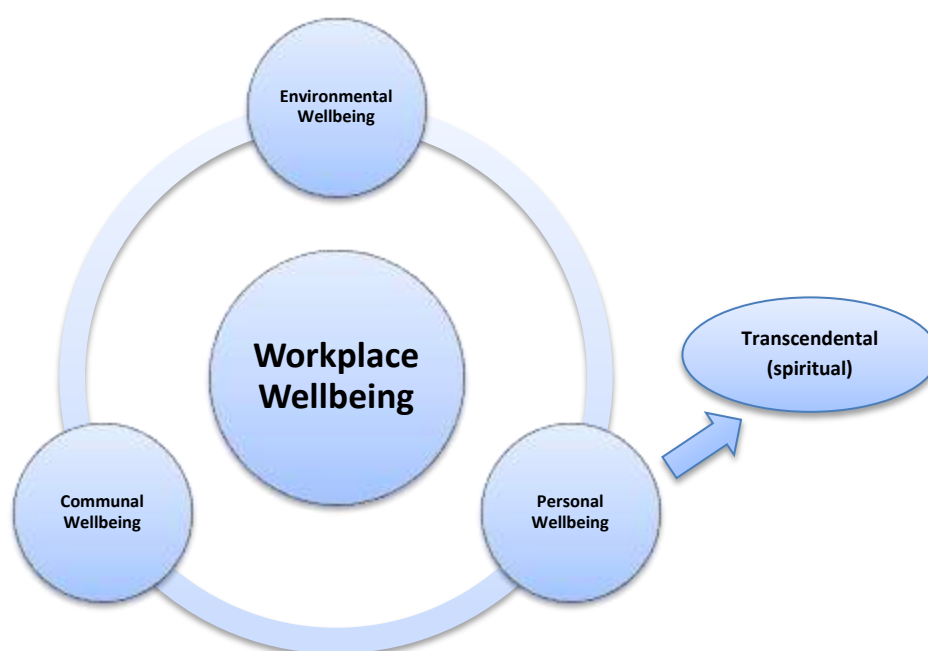 Environmental
Wellbeing
Workplace
Wellbeing
Transcendental
(spiritual)
Communal
Wellbeing
Personal
Wellbeing